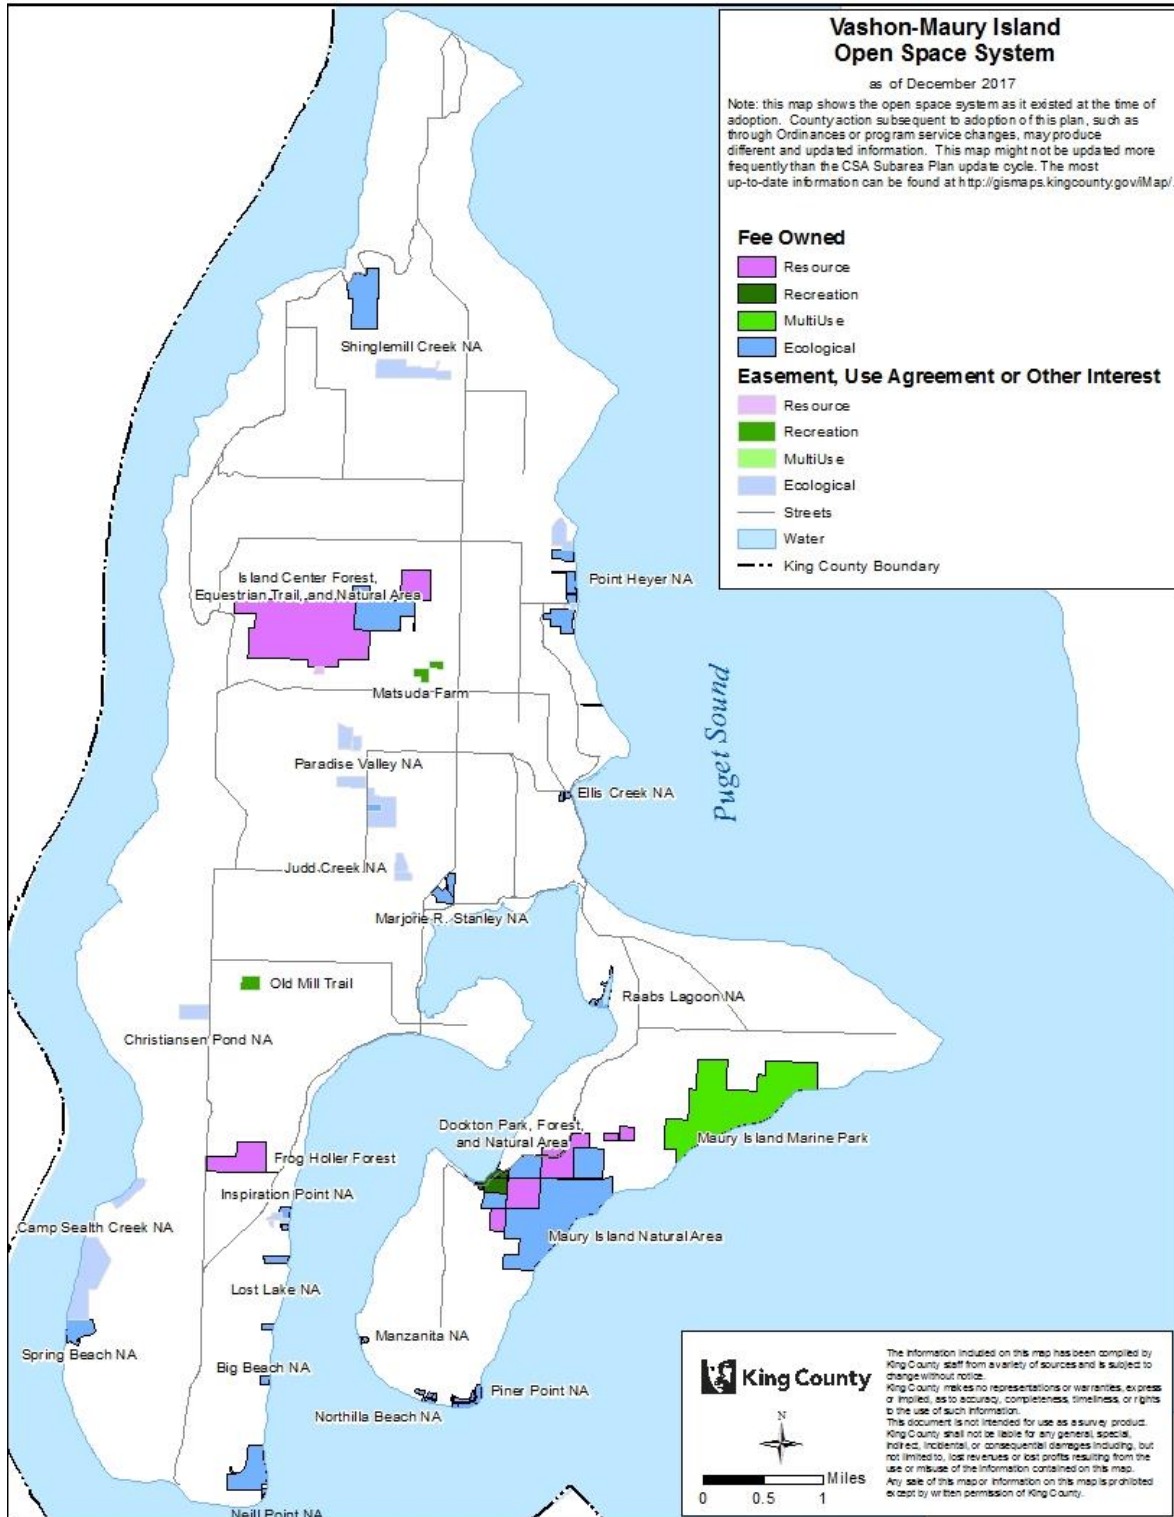 Vashon-Maury Island
Open Space System
as of December 2017
Note: this map shows the open space system as it existed at the time of
adoption. County action subsequent to adoption of this plan, such as
through Ordinances or program service changes, may produce
different and updated information. This map might not be updated more
frequently than the CSA Subarea Plan update cycle. The most
up-to-date information can be found at http://gismaps.kingcounty.gov/iMap/.
Fee Owned
Resource
Recreation
MultiUse
Ecological
Easement, Use Agreement or Other Interest
Resource
Recreation
MultiUse
Ecological
Streets
Water
King County Boundary
Shinglemill Creek NA
Island Center Forest,
Equestrian Trail, and Natural Area
Point Heyer NA
Matsuda Farm
Puget Sound
Paradise Valley NA
Ellis Creek NA
Judd Creek NA
Marjorie R. Stanley NA
Old Mill Trail
Raabs Lagoon NA
Christiansen Pond NA
Dockton Park, Forest,
and Natural Area
Maury Island Marine Park
Frog Holler Forest
Inspiration Point NA
Camp Sealth Creek NA
Maury Island Natural Area
Lost Lake NA
Manzanita NA
Spring Beach NA
Big Beach NA
Piner Point NA
Northilla Beach NA
Neill Point NA
King County
N
Miles
0 0.5 1
The information included on this map has been compiled by
King County staff from a variety of sources and is subject to
change without notice.
King County makes no representations or warranties, express
or implied, as to accuracy, completeness, timeliness, or rights
to the use of such information.
This document is not intended for use as a survey product.
King County shall not be liable for any general, special,
indirect, incidental, or consequential damages including, but
not limited to, lost revenues or lost profits resulting from the
use or misuse of the information contained on this map.
Any sale of this map or information on this map is prohibited
except by written permission of King County.